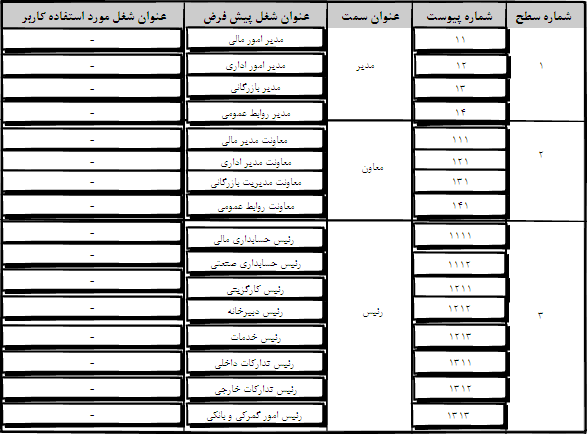 شماره سطح شماره پیوست عنوان سمت عنوان شغل پیش فرض عنوان شغل مورد استفاده کاربر
۱ ۱۱ مدیر مدیر امور مالی -
۱۲ مدیر امور اداری -
۱۳ مدیر بازرگانی -
۱۴ مدیر روابط عمومی -
۲ ۱۱۱ معاون معاونت مدیر مالی -
۱۲۱ معاونت مدیر اداری -
۱۳۱ معاونت مدیریت بازرگانی -
۱۴۱ معاونت روابط عمومی -
۳ ۱۱۱۱ رئیس رئیس حسابداری مالی -
۱۱۱۲ رئیس حسابداری صنعتی -
۱۲۱۱ رئیس کارگزینی -
۱۲۱۲ رئیس دبیرخانه -
۱۲۱۳ رئیس خدمات -
۱۳۱۱ رئیس تدارکات داخلی -
۱۳۱۲ رئیس تدارکات خارجی -
۱۳۱۳ رئیس امور گمرکی و بانکی -